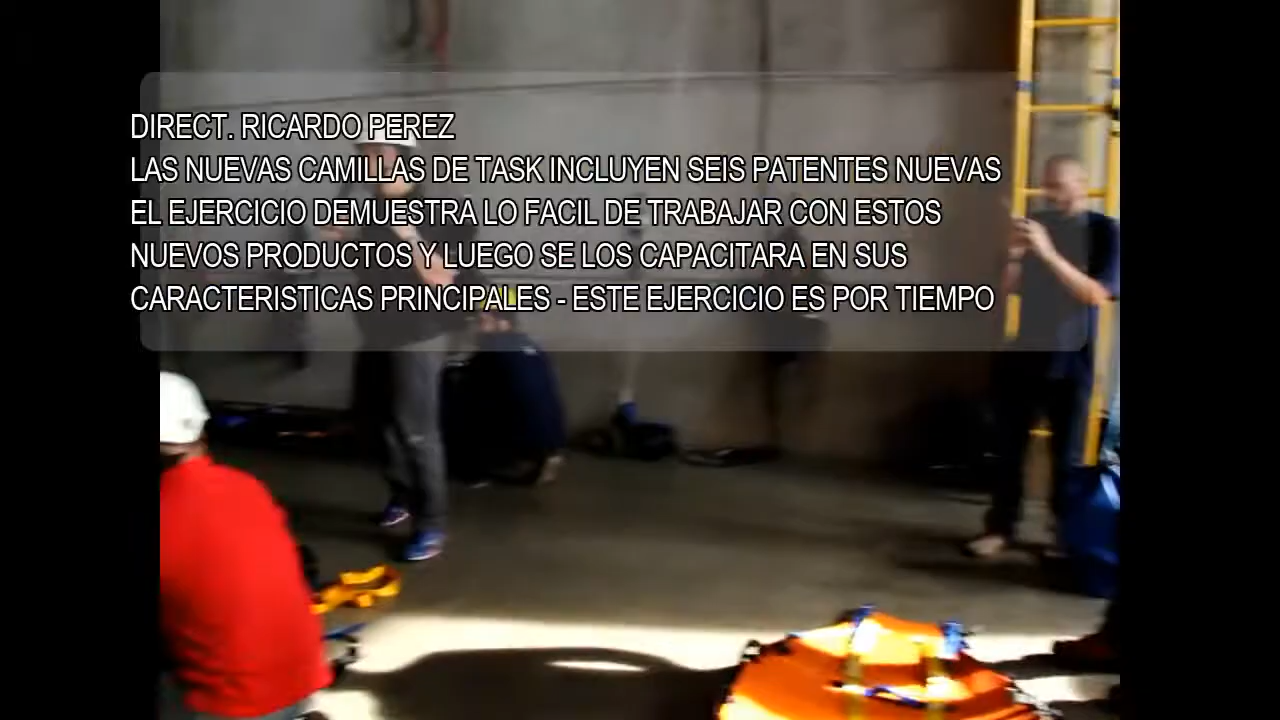 DIRECT. RICARDO PEREZ
LAS NUEVAS CAMILLAS DE TASK INCLUYEN SEIS PATENTES NUEVAS
EL EJERCICIO DEMUESTRA LO FACIL DE TRABAJAR CON ESTOS
NUEVOS PRODUCTOS Y LUEGO SE LOS CAPACITARA EN SUS
CARACTERISTICAS PRINCIPALES - ESTE EJERCICIO ES POR TIEMPO